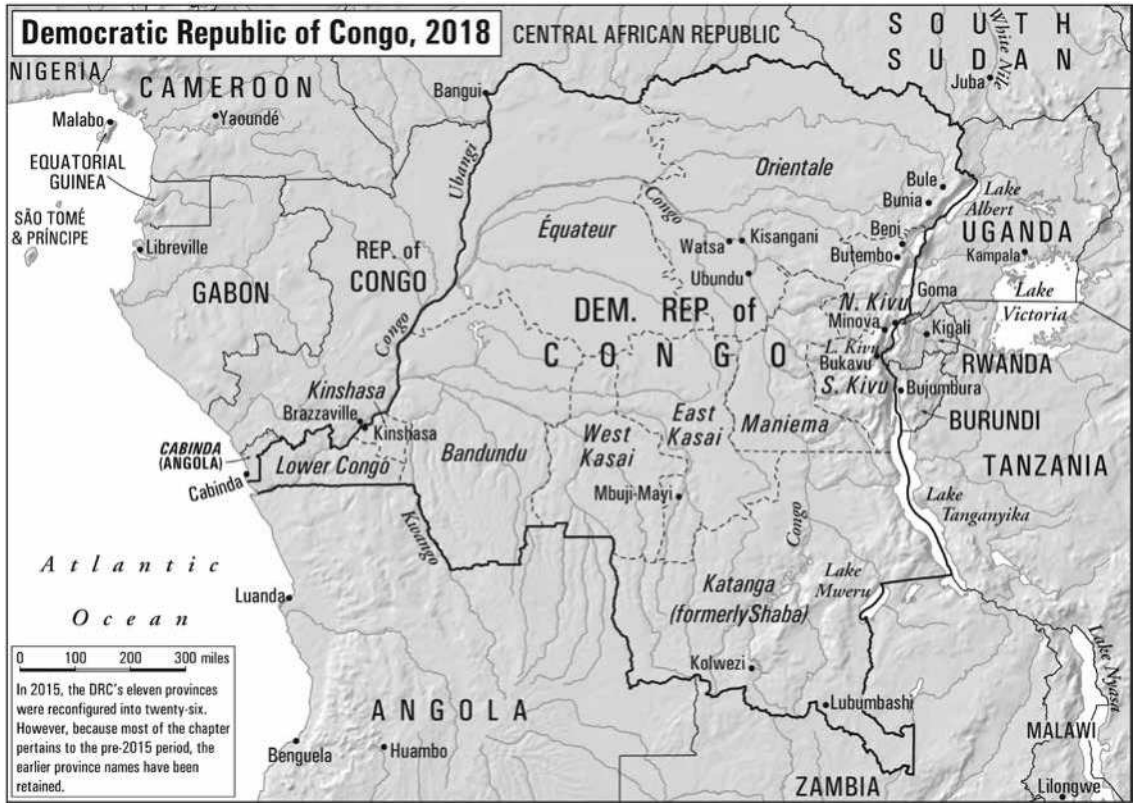 Democratic Republic of Congo, 2018
CENTRAL AFRICAN REPUBLIC
SOUTH
SUDAN
White Nile
Juba
NIGERIA
CAMEROON
Malabo
Yaoundé
Bangui
EQUATORIAL
GUINEA
SÃO TOMÉ
& PRÍNCIPE
Libreville
GABON
REP. of
CONGO
Ubangi
Congo
Équateur
Orientale
Congo
Watsa
Kisangani
Ubundu
Bule
Bunia
Lake
Albert
Beni
Butembo
UGANDA
Kampala
Goma
Lake
Victoria
N. Kivu
Minova
L. Kivu
Bukavu
Kigali
RWANDA
S. Kivu
Bujumbura
BURUNDI
TANZANIA
DEM. REP of
CONGO
Kinshasa
Brazzaville
Kinshasa
CABINDA
(ANGOLA)
Cabinda
Lower Congo
Bandundu
West
Kasai
East
Kasai
Maniema
Mbuji-Mayi
Kwango
Congo
Lake
Tanganyika
Atlantic
Ocean
Luanda
Katanga
(formerly Shaba)
Lake
Mweru
Kolwezi
Lubumbashi
Lake Nyasa
0 100 200 300 miles
In 2015, the DRC's eleven provinces
were reconfigured into twenty-six.
However, because most of the chapter
pertains to the pre-2015 period, the
earlier province names have been
retained.
ANGOLA
Benguela
Huambo
ZAMBIA
MALAWI
Lilongwe